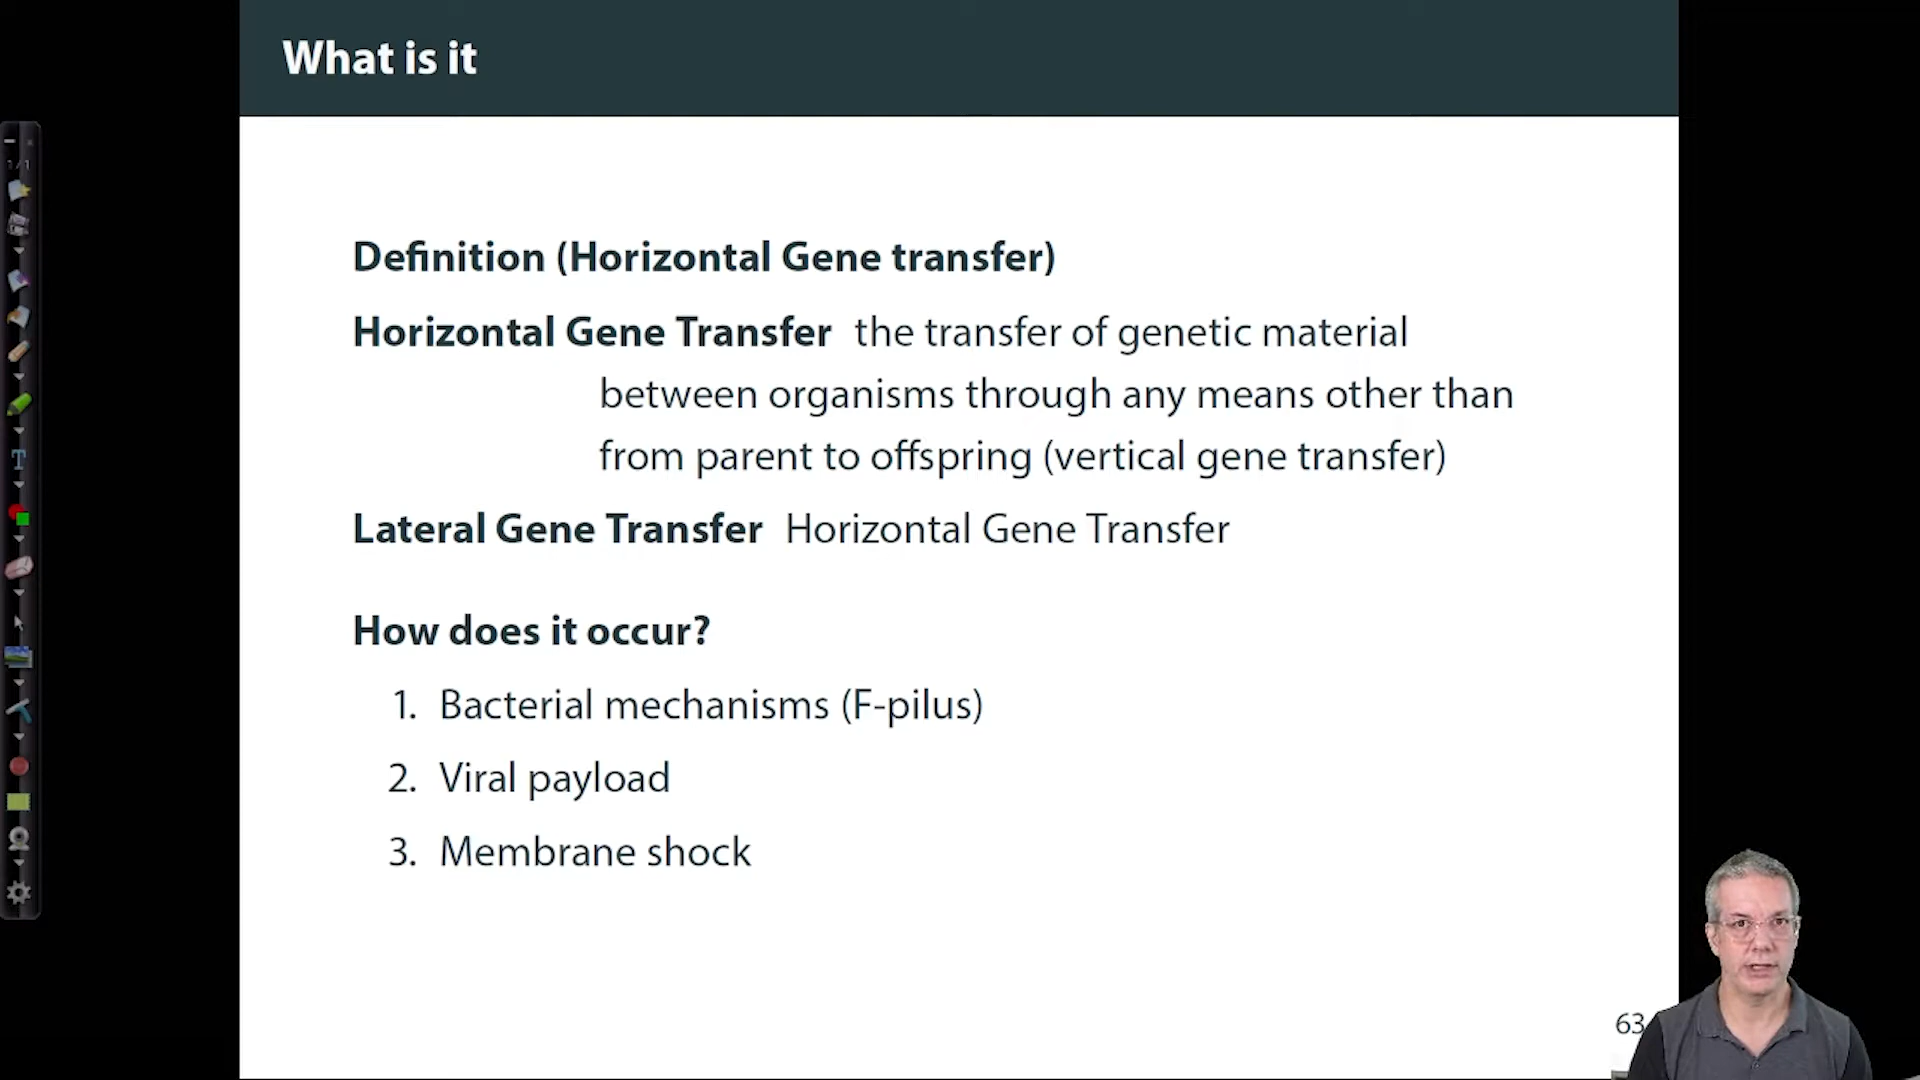 What is it
Definition (Horizontal Gene transfer)
Horizontal Gene Transfer the transfer of genetic material
between organisms through any means other than
from parent to offspring (vertical gene transfer)
Lateral Gene Transfer Horizontal Gene Transfer
How does it occur?
1. Bacterial mechanisms (F-pilus)
2. Viral payload
3. Membrane shock
63
1/1
T